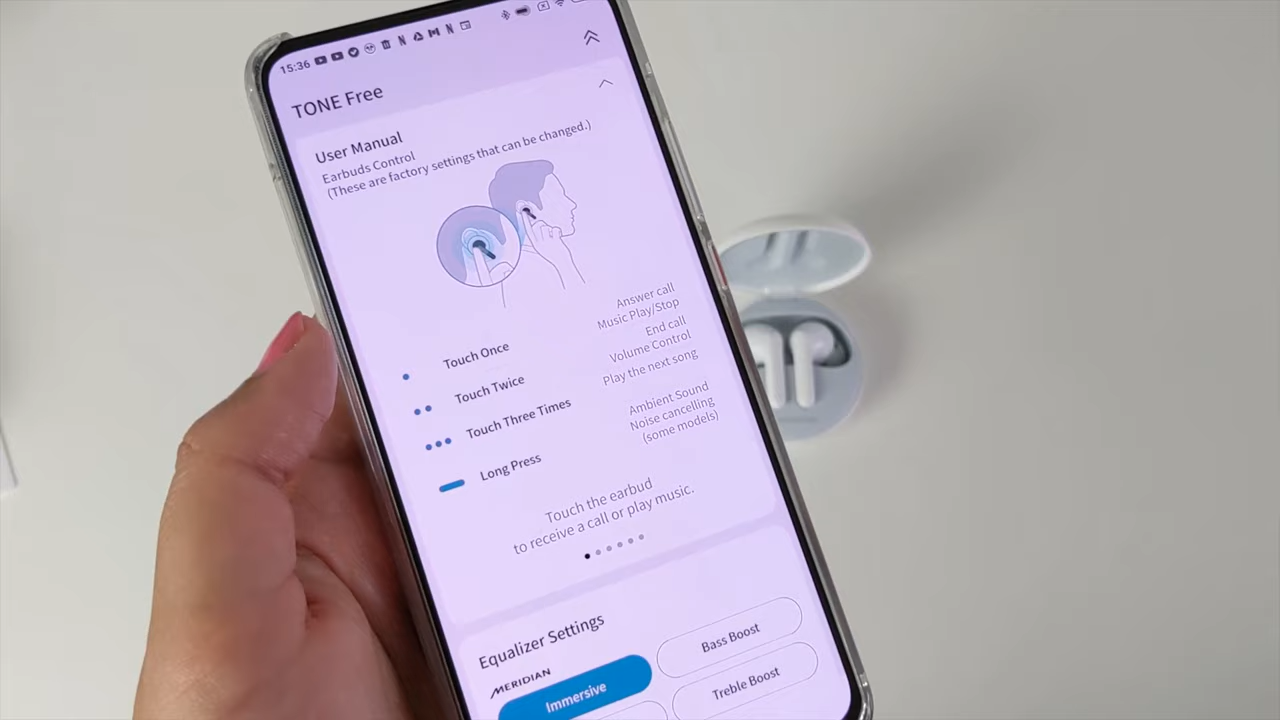 15:36
TONE Free
User Manual
Earbuds Control
(These are factory settings that can be changed.)
Touch Once
Answer call
Music Play/Stop
Touch Twice
End call
Volume Control
Touch Three Times
Play the next song
Long Press
Ambient Sound
Noise cancelling
(some models)
Touch the earbud
to receive a call or play music.
Equalizer Settings
MERIDIAN
Immersive
Bass Boost
Treble Boost